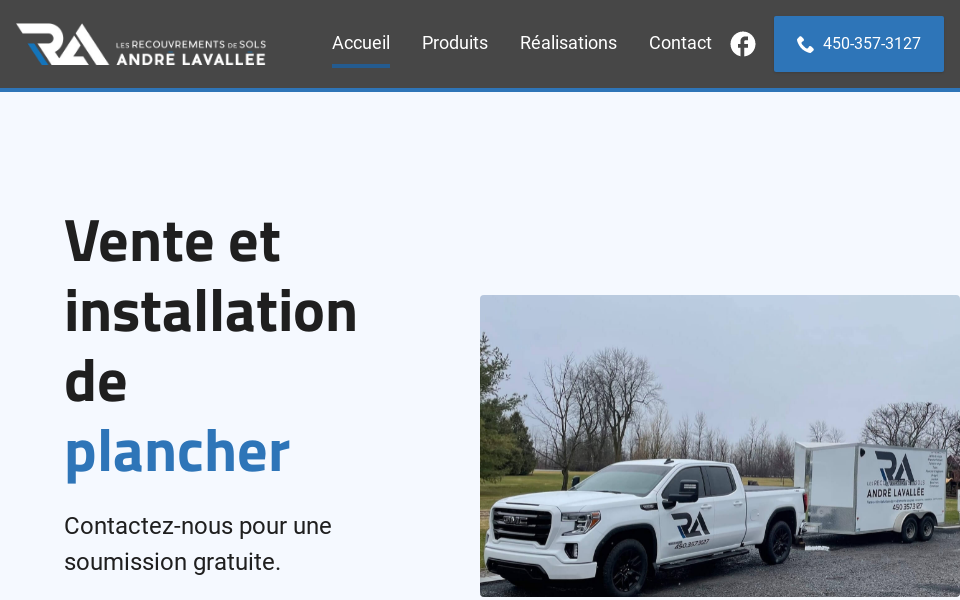 RA
LES RECOUVREMENTS DE SOLS
ANDRE LAVALLEE
Accueil
Produits
Réalisations
Contact
450-357-3127
Vente et
installation
de
plancher
Contactez-nous pour une
soumission gratuite.
GMC
RA
450.357.3127
RA
ANDRÉ LAVALLÉE
450.357.3127